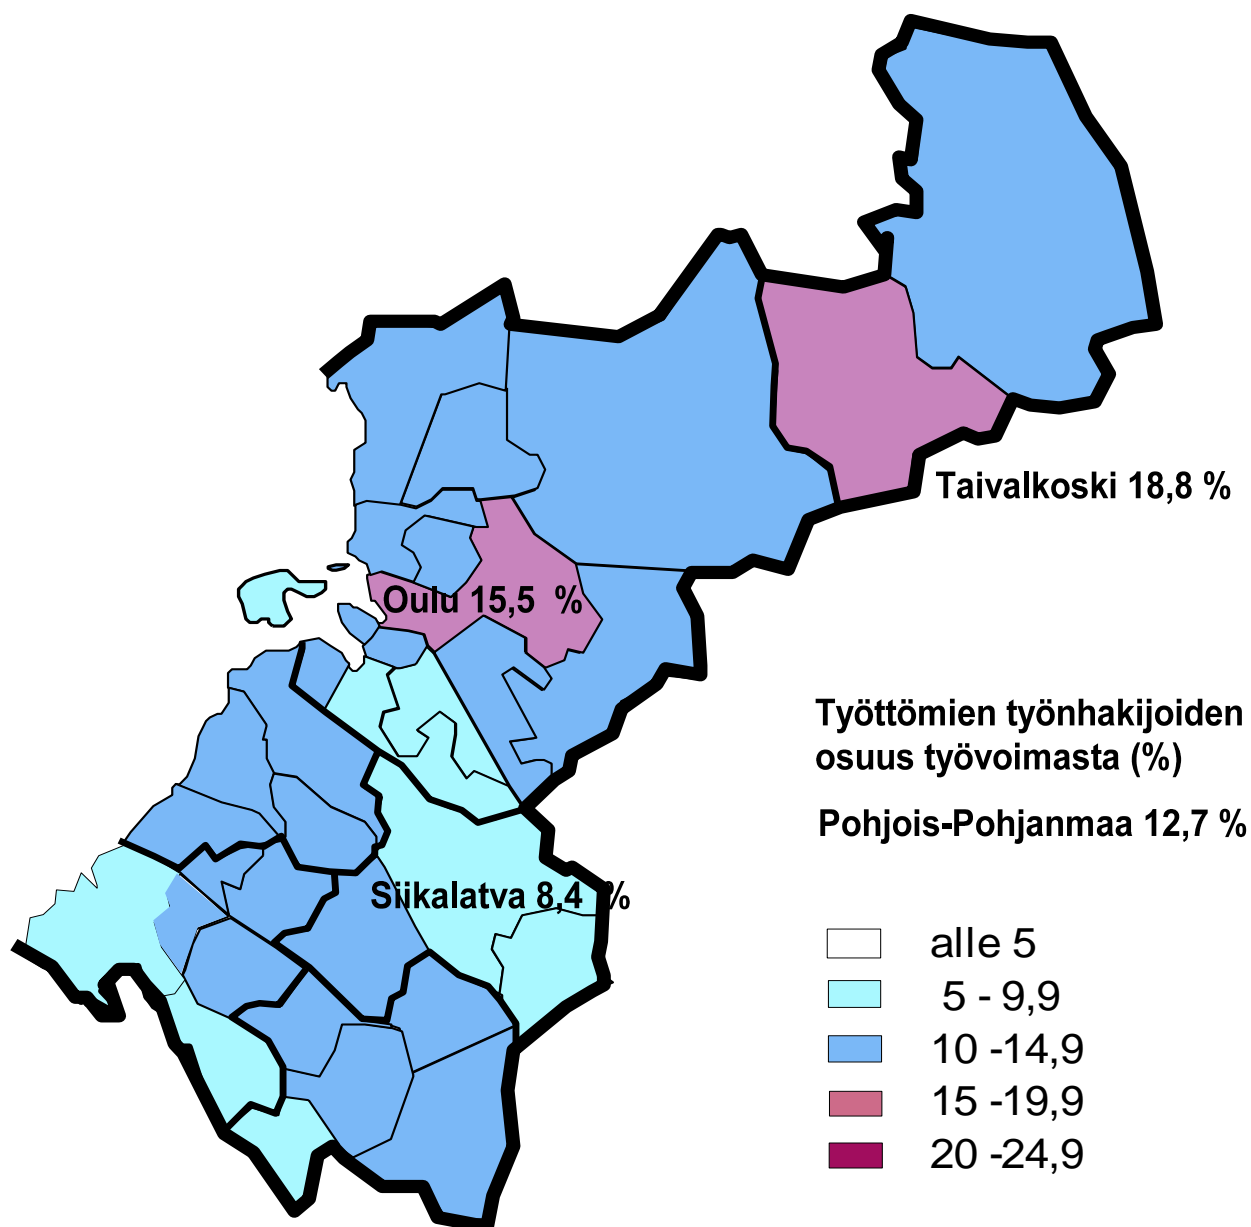 Taivalkoski 18,8 %
Oulu 15,5 %
Työttömien työnhakijoiden
osuus työvoimasta (%)
Pohjois-Pohjanmaa 12,7 %
Siikalatva 8,4 %
alle 5
5 - 9,9
10 -14,9
15 -19,9
20 -24,9